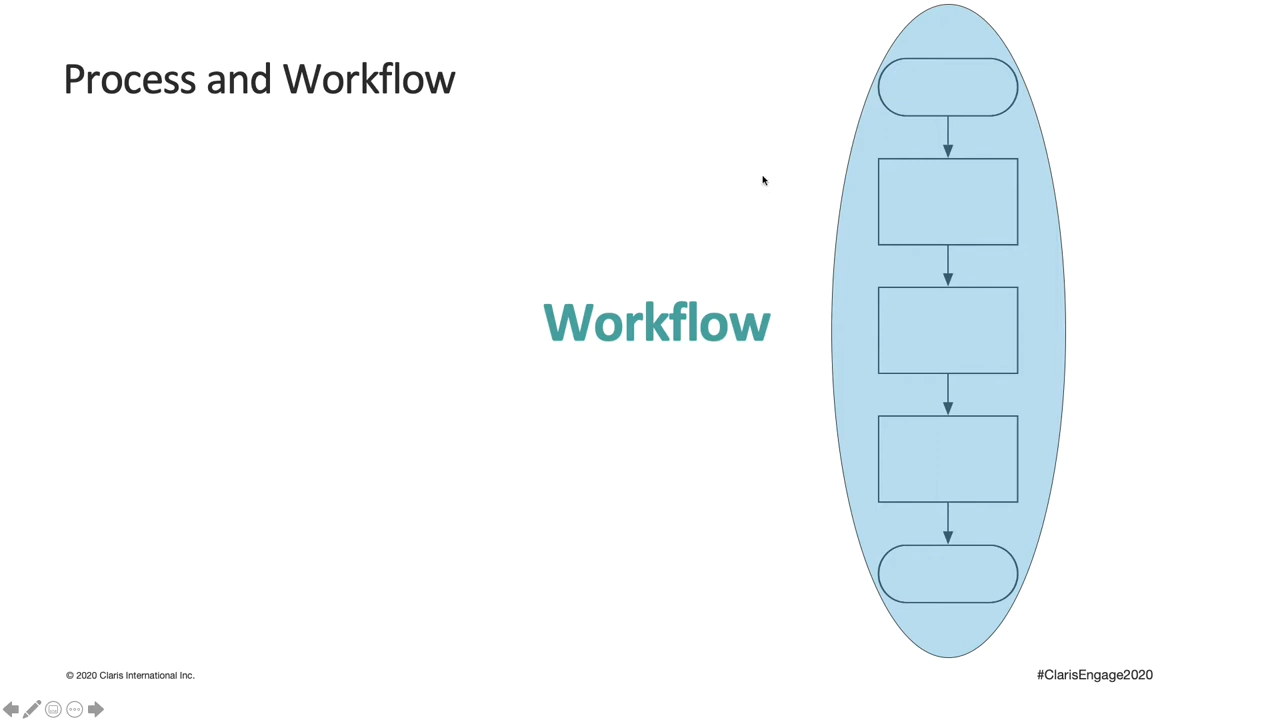 Process and Workflow
Workflow
© 2020 Claris International Inc.
#ClarisEngage2020